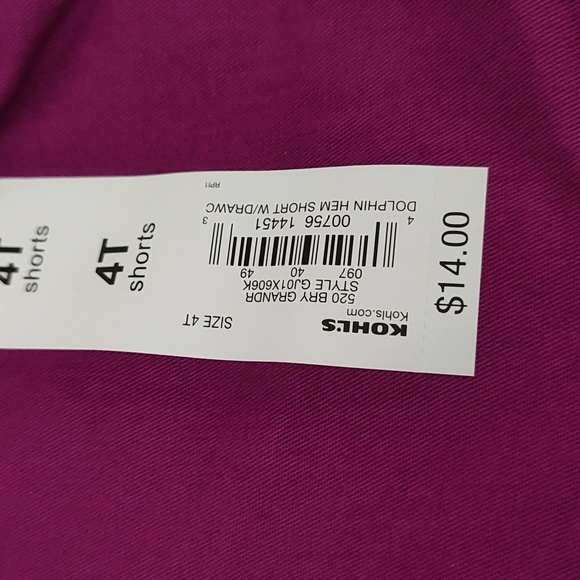 KOHL'S
Kohls.com
SIZE 4T
520 BRY GRANDR
STYLE GJ01X606K
097 40 49
4 00756 14451 3
DOLPHIN HEM SHORT W/DRAWC
RP11
$14.00
4T
shorts
4T
shorts